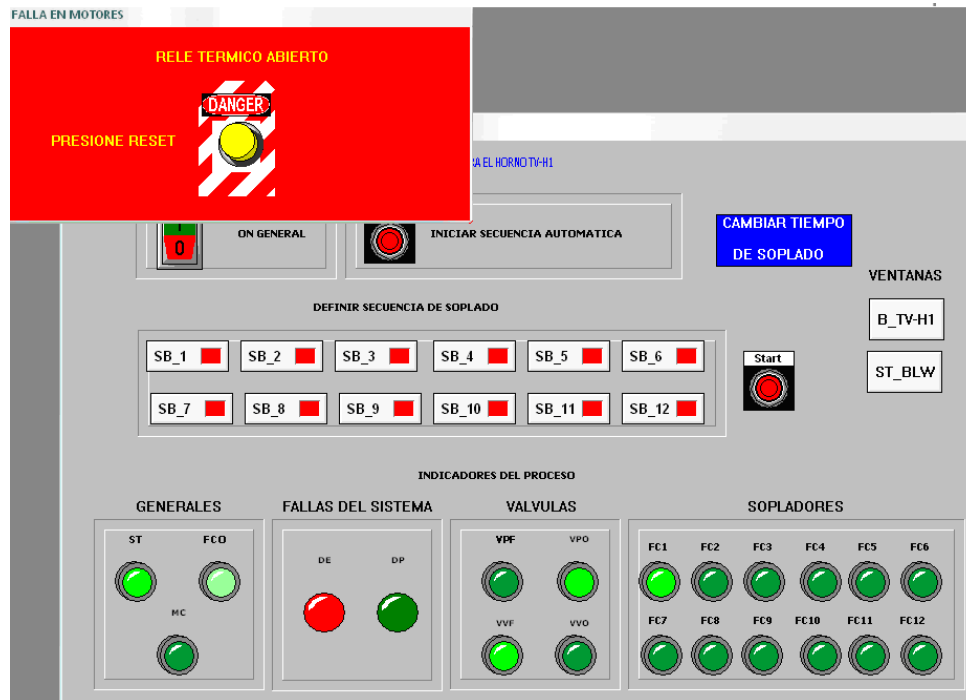 FALLA EN MOTORES
RELE TERMICO ABIERTO
DANGER
PRESIONE RESET
EL HORNO TV-H1
0
ON GENERAL
INICIAR SECUENCIA AUTOMATICA
CAMBIAR TIEMPO
DE SOPLADO
VENTANAS
B_TV-H1
ST_BLW
DEFINIR SECUENCIA DE SOPLADO
SB_1 SB_2 SB_3 SB_4 SB_5 SB_6
Start
SB_7 SB_8 SB_9 SB_10 SB_11 SB_12
INDICADORES DEL PROCESO
GENERALES
ST FCO
MC
FALLAS DEL SISTEMA
DE DP
VALVULAS
VPF VPO
VVF VVO
SOPLADORES
FC1 FC2 FC3 FC4 FC5 FC6
FC7 FC8 FC9 FC10 FC11 FC12